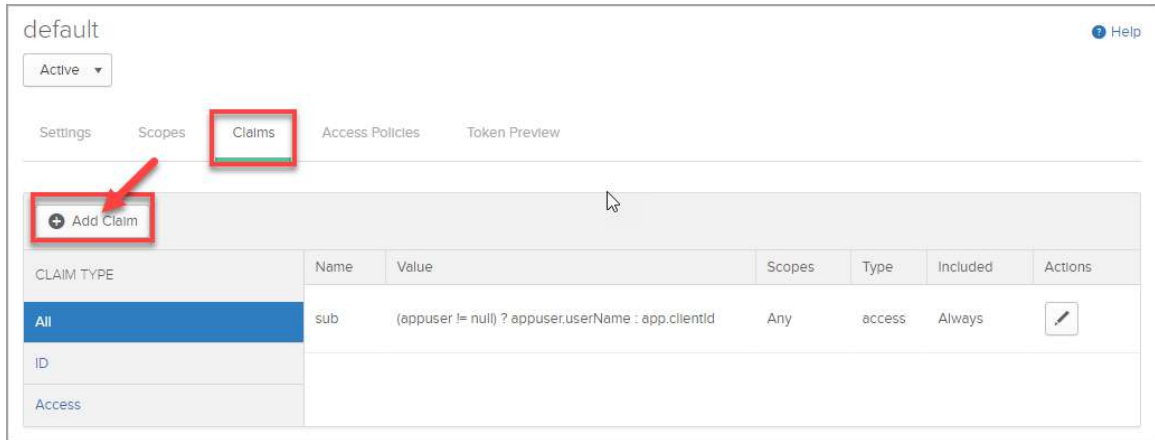 default
Help
Active
Settings Scopes Claims Access Policies Token Preview
Add Claim
CLAIM TYPE Name Value Scopes Type Included Actions
All sub (appuser != null) ? appuser.userName : app.clientId Any access Always
ID
Access